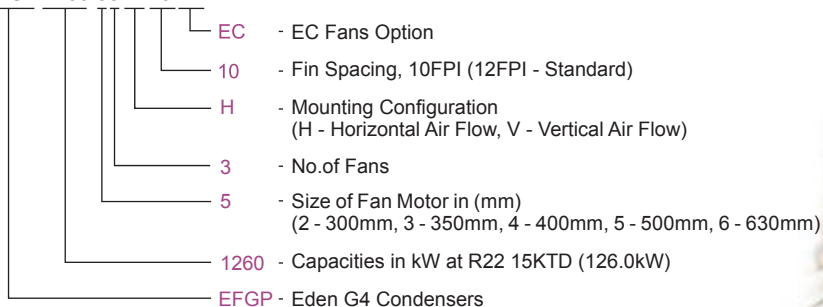 EC - EC Fans Option
10 - Fin Spacing, 10FPI (12FPI - Standard)
H - Mounting Configuration
(H - Horizontal Air Flow, V - Vertical Air Flow)
3 - No.of Fans
5 - Size of Fan Motor in (mm)
(2 - 300mm, 3 - 350mm, 4 - 400mm, 5 - 500mm, 6 - 630mm)
1260 - Capacities in kW at R22 15KTD (126.0kW)
EFGP - Eden G4 Condensers